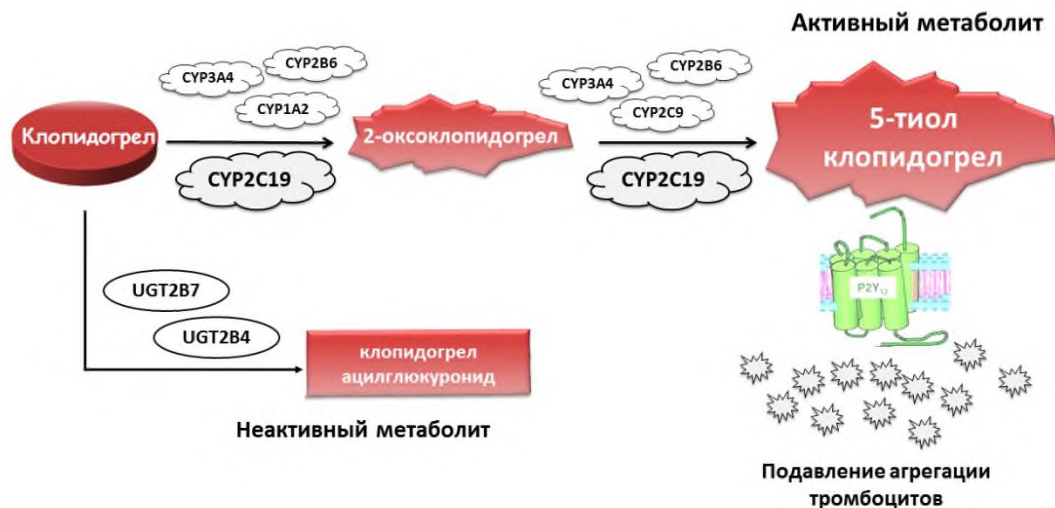 Активный метаболит
CYP3A4
CYP2B6
CYP1A2
Клопидогрел
2-оксоклопидогрел
CYP2C19
CYP3A4
CYP2B6
CYP2C9
CYP2C19
5-тиол
клопидогрел
P2Y₁₂
UGT2B7
UGT2B4
клопидогрел
ацилглюкуронид
Неактивный метаболит
Подавление агрегации
тромбоцитов